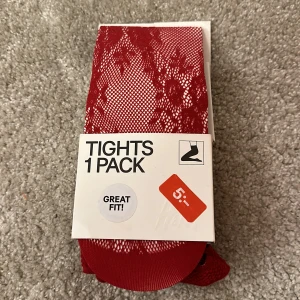 TIGHTS
1 PACK
GREAT
FIT!
5:-